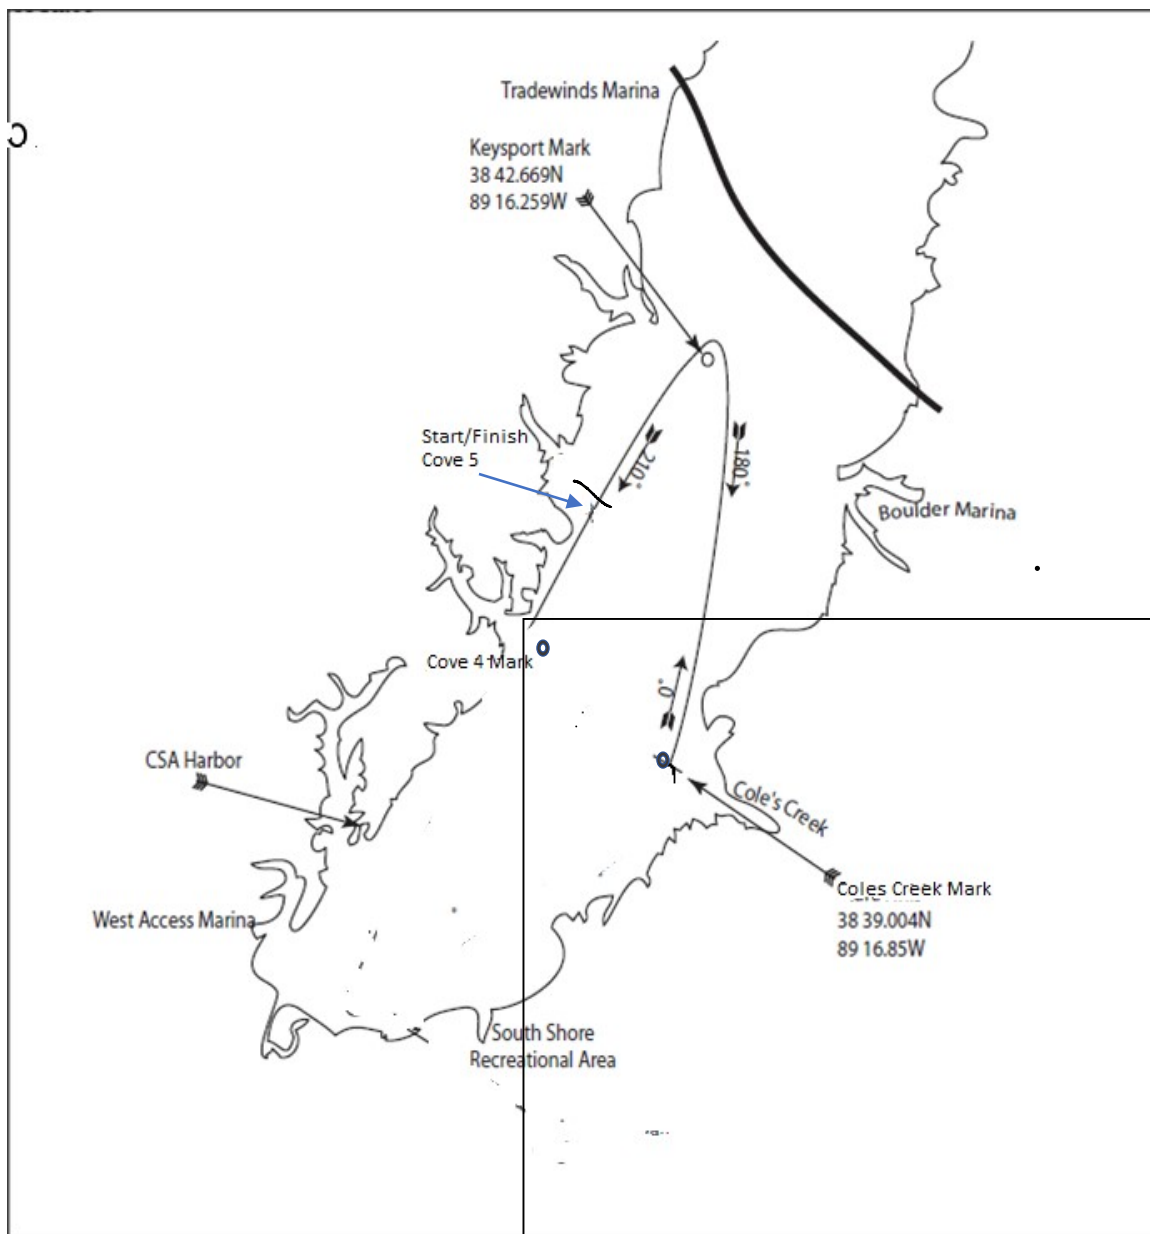 Tradewinds Marina
Keysport Mark
38 42.669N
89 16.259W
Start/Finish
Cove 5
210°
180°
Boulder Marina
Cove 4 Mark
0°
CSA Harbor
Cole's Creek
Coles Creek Mark
38 39.004N
89 16.85W
West Access Marina
South Shore
Recreational Area